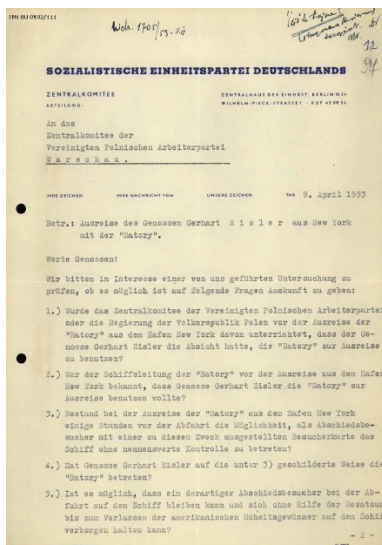 IPN BU 0192/111
Wch. 1705/53
12
SOZIALISTISCHE EINHEITSPARTEI DEUTSCHLANDS
ZENTRALKOMITEE
ABTEILUNG:
ZENTRALHAUS DER EINHEIT, BERLIN N 54
WILHELM-PIECK-STRASSE 1 · RUF
An das
Zentralkomitee der
Vereinigten Polnischen Arbeiterpartei
W a r s c h a u .
IHRE ZEICHEN IHRE NACHRICHT VOM UNSERE ZEICHEN TAG 9. April 1953
Betr.: Ausreise des Genossen Gerhart E i s l e r aus New York
mit der "Batory".
Werte Genossen!
Wir bitten im Interesse einer von uns geführten Untersuchung zu
prüfen, ob es möglich ist auf folgende Fragen Auskunft zu geben:
1.) Wurde das Zentralkomitee der Vereinigten Polnischen Arbeiterpartei
oder die Regierung der Volksrepublik Polen vor der Ausreise der
"Batory" aus dem Hafen New York davon unterrichtet, dass der Ge-
nosse Gerhart Eisler die Absicht hatte, die "Batory" zur Ausreise
zu benutzen?
2.) War der Schiffsleitung der "Batory" vor der Ausreise aus dem Hafen
New York bekannt, dass Genosse Gerhart Eisler die "Batory" zur
Ausreise benutzen wollte?
3.) Bestand bei der Ausreise der "Batory" aus dem Hafen New York
einige Stunden vor der Abfahrt die Möglichkeit, als Abschiedsbe-
sucher mit einer zu diesem Zweck ausgestellten Besucherkarte das
Schiff ohne nennenswerte Kontrolle zu betreten?
4.) Hat Genosse Gerhart Eisler auf die unter 3) geschilderte Weise die
"Batory" betreten?
5.) Ist es möglich, dass ein derartiger Abschiedsbesucher bei der Ab-
fahrt auf dem Schiff bleiben kann und sich ohne Hilfe der Besatzung
bis zum Verlassen der amerikanischen Hoheitsgewässer auf dem Schiff
verborgen halten kann?
- 2 -